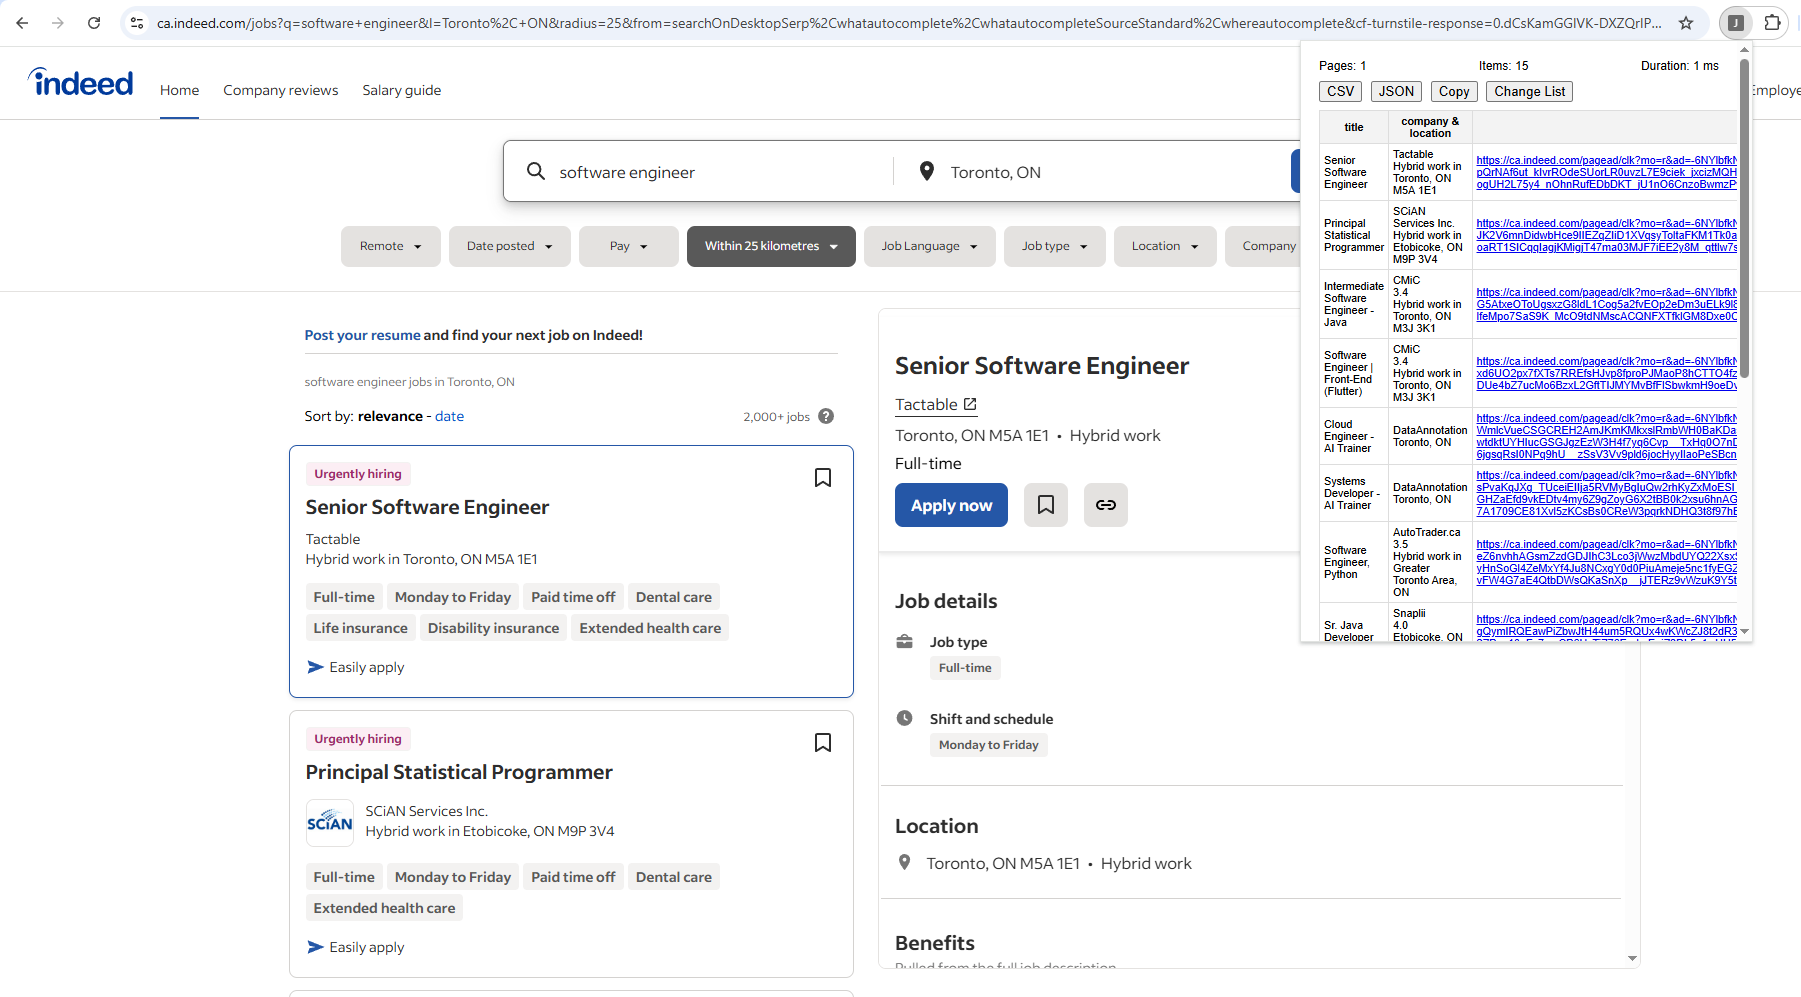 ca.indeed.com/jobs?q=software+engineer&l=Toronto%2C+ON&radius=25&from=searchOnDesktopSerp%2Cwhatautocomplete%2CwhatautocompleteSourceStandard%2Cwhereautocomplete&cf-turnstile-response=0.dCsKamGGIVK-DXZQrIP...
J
indeed
Home
Company reviews
Salary guide
Employe
software engineer
Toronto, ON
Remote
Date posted
Pay
Within 25 kilometres
Job Language
Job type
Location
Company
Post your resume and find your next job on Indeed!
software engineer jobs in Toronto, ON
Sort by: relevance - date
2,000+ jobs
?
Urgently hiring
Senior Software Engineer
Tactable
Hybrid work in Toronto, ON M5A 1E1
Full-time
Monday to Friday
Paid time off
Dental care
Life insurance
Disability insurance
Extended health care
Easily apply
Urgently hiring
Principal Statistical Programmer
SCiAN
SCiAN Services Inc.
Hybrid work in Etobicoke, ON M9P 3V4
Full-time
Monday to Friday
Paid time off
Dental care
Extended health care
Easily apply
Senior Software Engineer
Tactable
Toronto, ON M5A 1E1 • Hybrid work
Full-time
Apply now
Job details
Job type
Full-time
Shift and schedule
Monday to Friday
Location
Toronto, ON M5A 1E1 • Hybrid work
Benefits
Pulled from the full job description
Pages: 1
Items: 15
Duration: 1 ms
CSV
JSON
Copy
Change List
title
company &
location
Senior
Software
Engineer
Tactable
Hybrid work in
Toronto, ON
M5A 1E1
https://ca.indeed.com/pagead/clk?mo=r&ad=-6NYlbfkN
Principal
Statistical
Programmer
SCiAN
Services Inc.
Hybrid work in
Etobicoke, ON
M9P 3V4
https://ca.indeed.com/pagead/clk?mo=r&ad=-6NYlbfkN
Intermediate
Software
Engineer -
Java
CMiC
3.4
Hybrid work in
Toronto, ON
M3J 3K1
https://ca.indeed.com/pagead/clk?mo=r&ad=-6NYlbfkN
Software
Engineer |
Front-End
(Flutter)
CMiC
3.4
Hybrid work in
Toronto, ON
M3J 3K1
https://ca.indeed.com/pagead/clk?mo=r&ad=-6NYlbfkN
Cloud
Engineer -
AI Trainer
DataAnnotation
Toronto, ON
https://ca.indeed.com/pagead/clk?mo=r&ad=-6NYlbfkN
Systems
Developer -
AI Trainer
DataAnnotation
Toronto, ON
https://ca.indeed.com/pagead/clk?mo=r&ad=-6NYlbfkN
Software
Engineer,
Python
AutoTrader.ca
3.5
Hybrid work in
Greater
Toronto Area,
ON
https://ca.indeed.com/pagead/clk?mo=r&ad=-6NYlbfkN
Sr. Java
Developer
Snaplii
4.0
Etobicoke, ON
https://ca.indeed.com/pagead/clk?mo=r&ad=-6NYlbfkN